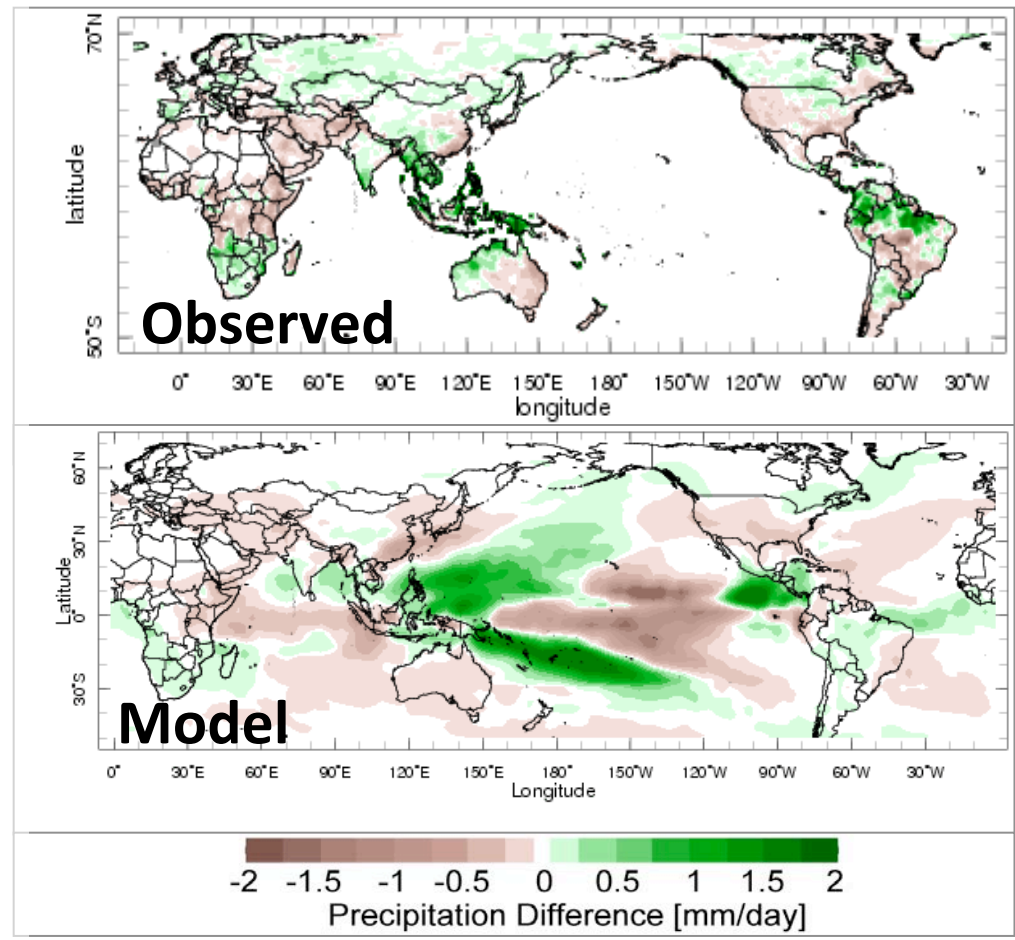 70°N
latitude
50°S
Observed
0° 30°E 60°E 90°E 120°E 150°E 180° 150°W 120°W 90°W 60°W 30°W
longitude
60°N
30°N
Latitude
0°
30°S
Model
0° 30°E 60°E 90°E 120°E 150°E 180° 150°W 120°W 90°W 60°W 30°W
Longitude
-2 -1.5 -1 -0.5 0 0.5 1 1.5 2
Precipitation Difference [mm/day]